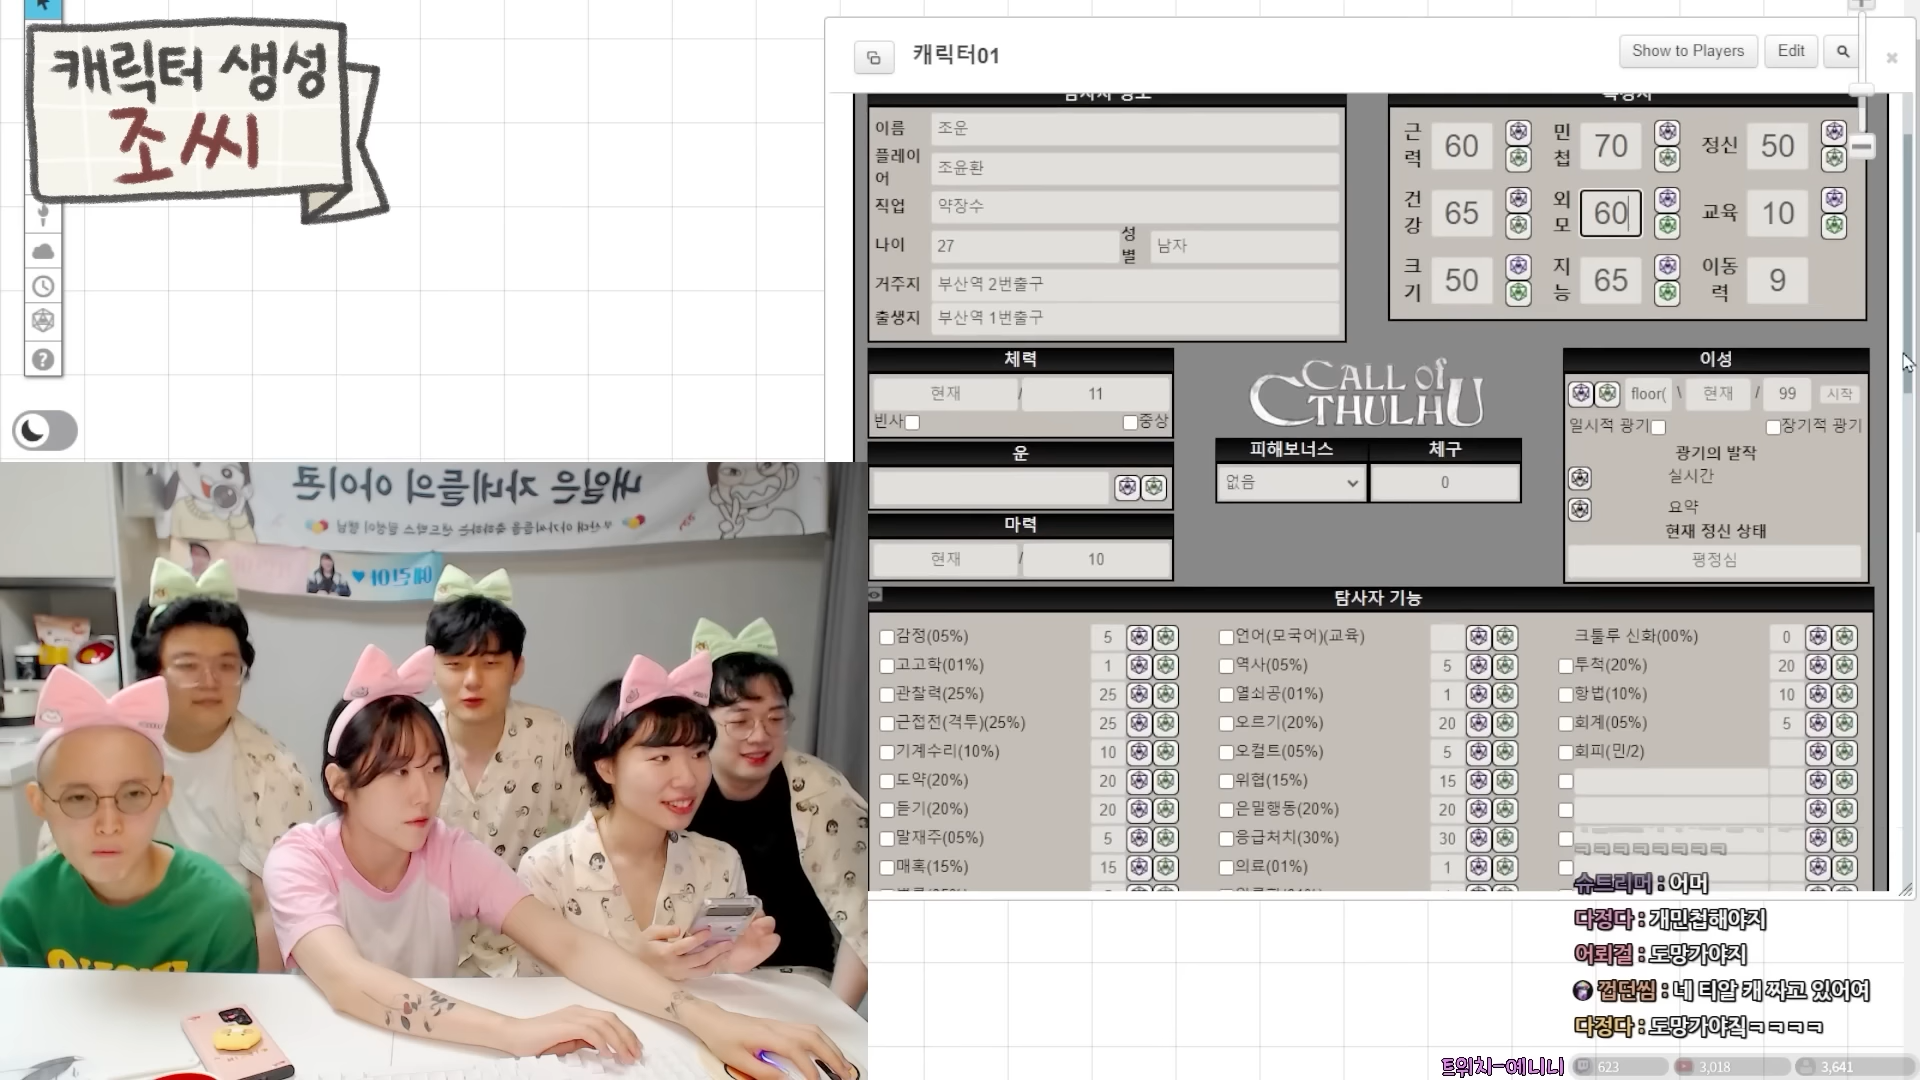 캐릭터 생성
조씨
캐릭터01
Show to Players
Edit
이름 조운
플레이어 조윤환
직업 약장수
나이 27 성별 남자
거주지 부산역 2번출구
출생지 부산역 1번출구
근력 60 민첩 70 정신 50
건강 65 외모 60 교육 10
크기 50 지능 65 이동력 9
체력
현재 / 11
빈사 중상
운
마력
현재 / 10
CALL of CTHULHU
피해보너스 체구
없음 0
이성
floor( \ 현재 / 99 시작
일시적 광기 장기적 광기
광기의 발작
실시간
요약
현재 정신 상태
평정심
탐사자 기능
감정(05%) 5 언어(모국어)(교육) 크툴루 신화(00%) 0
고고학(01%) 1 역사(05%) 5 투척(20%) 20
관찰력(25%) 25 열쇠공(01%) 1 항법(10%) 10
근접전(격투)(25%) 25 오르기(20%) 20 회계(05%) 5
기계수리(10%) 10 오컬트(05%) 5 회피(민/2)
도약(20%) 20 위협(15%) 15
듣기(20%) 20 은밀행동(20%) 20
말재주(05%) 5 응급처치(30%) 30
매혹(15%) 15 의료(01%) 1
ㅋㅋㅋㅋㅋㅋㅋㅋ
슈트리머 : 어머
다정다 : 개민첩해야지
어뢰걸 : 도망가야지
껍던씸 : 네 티알 캐 짜고 있어여
다정다 : 도망가야짘ㅋㅋㅋㅋ
트위치-예니니 623 3,018 3,641
내일은 자네들의 아이콘